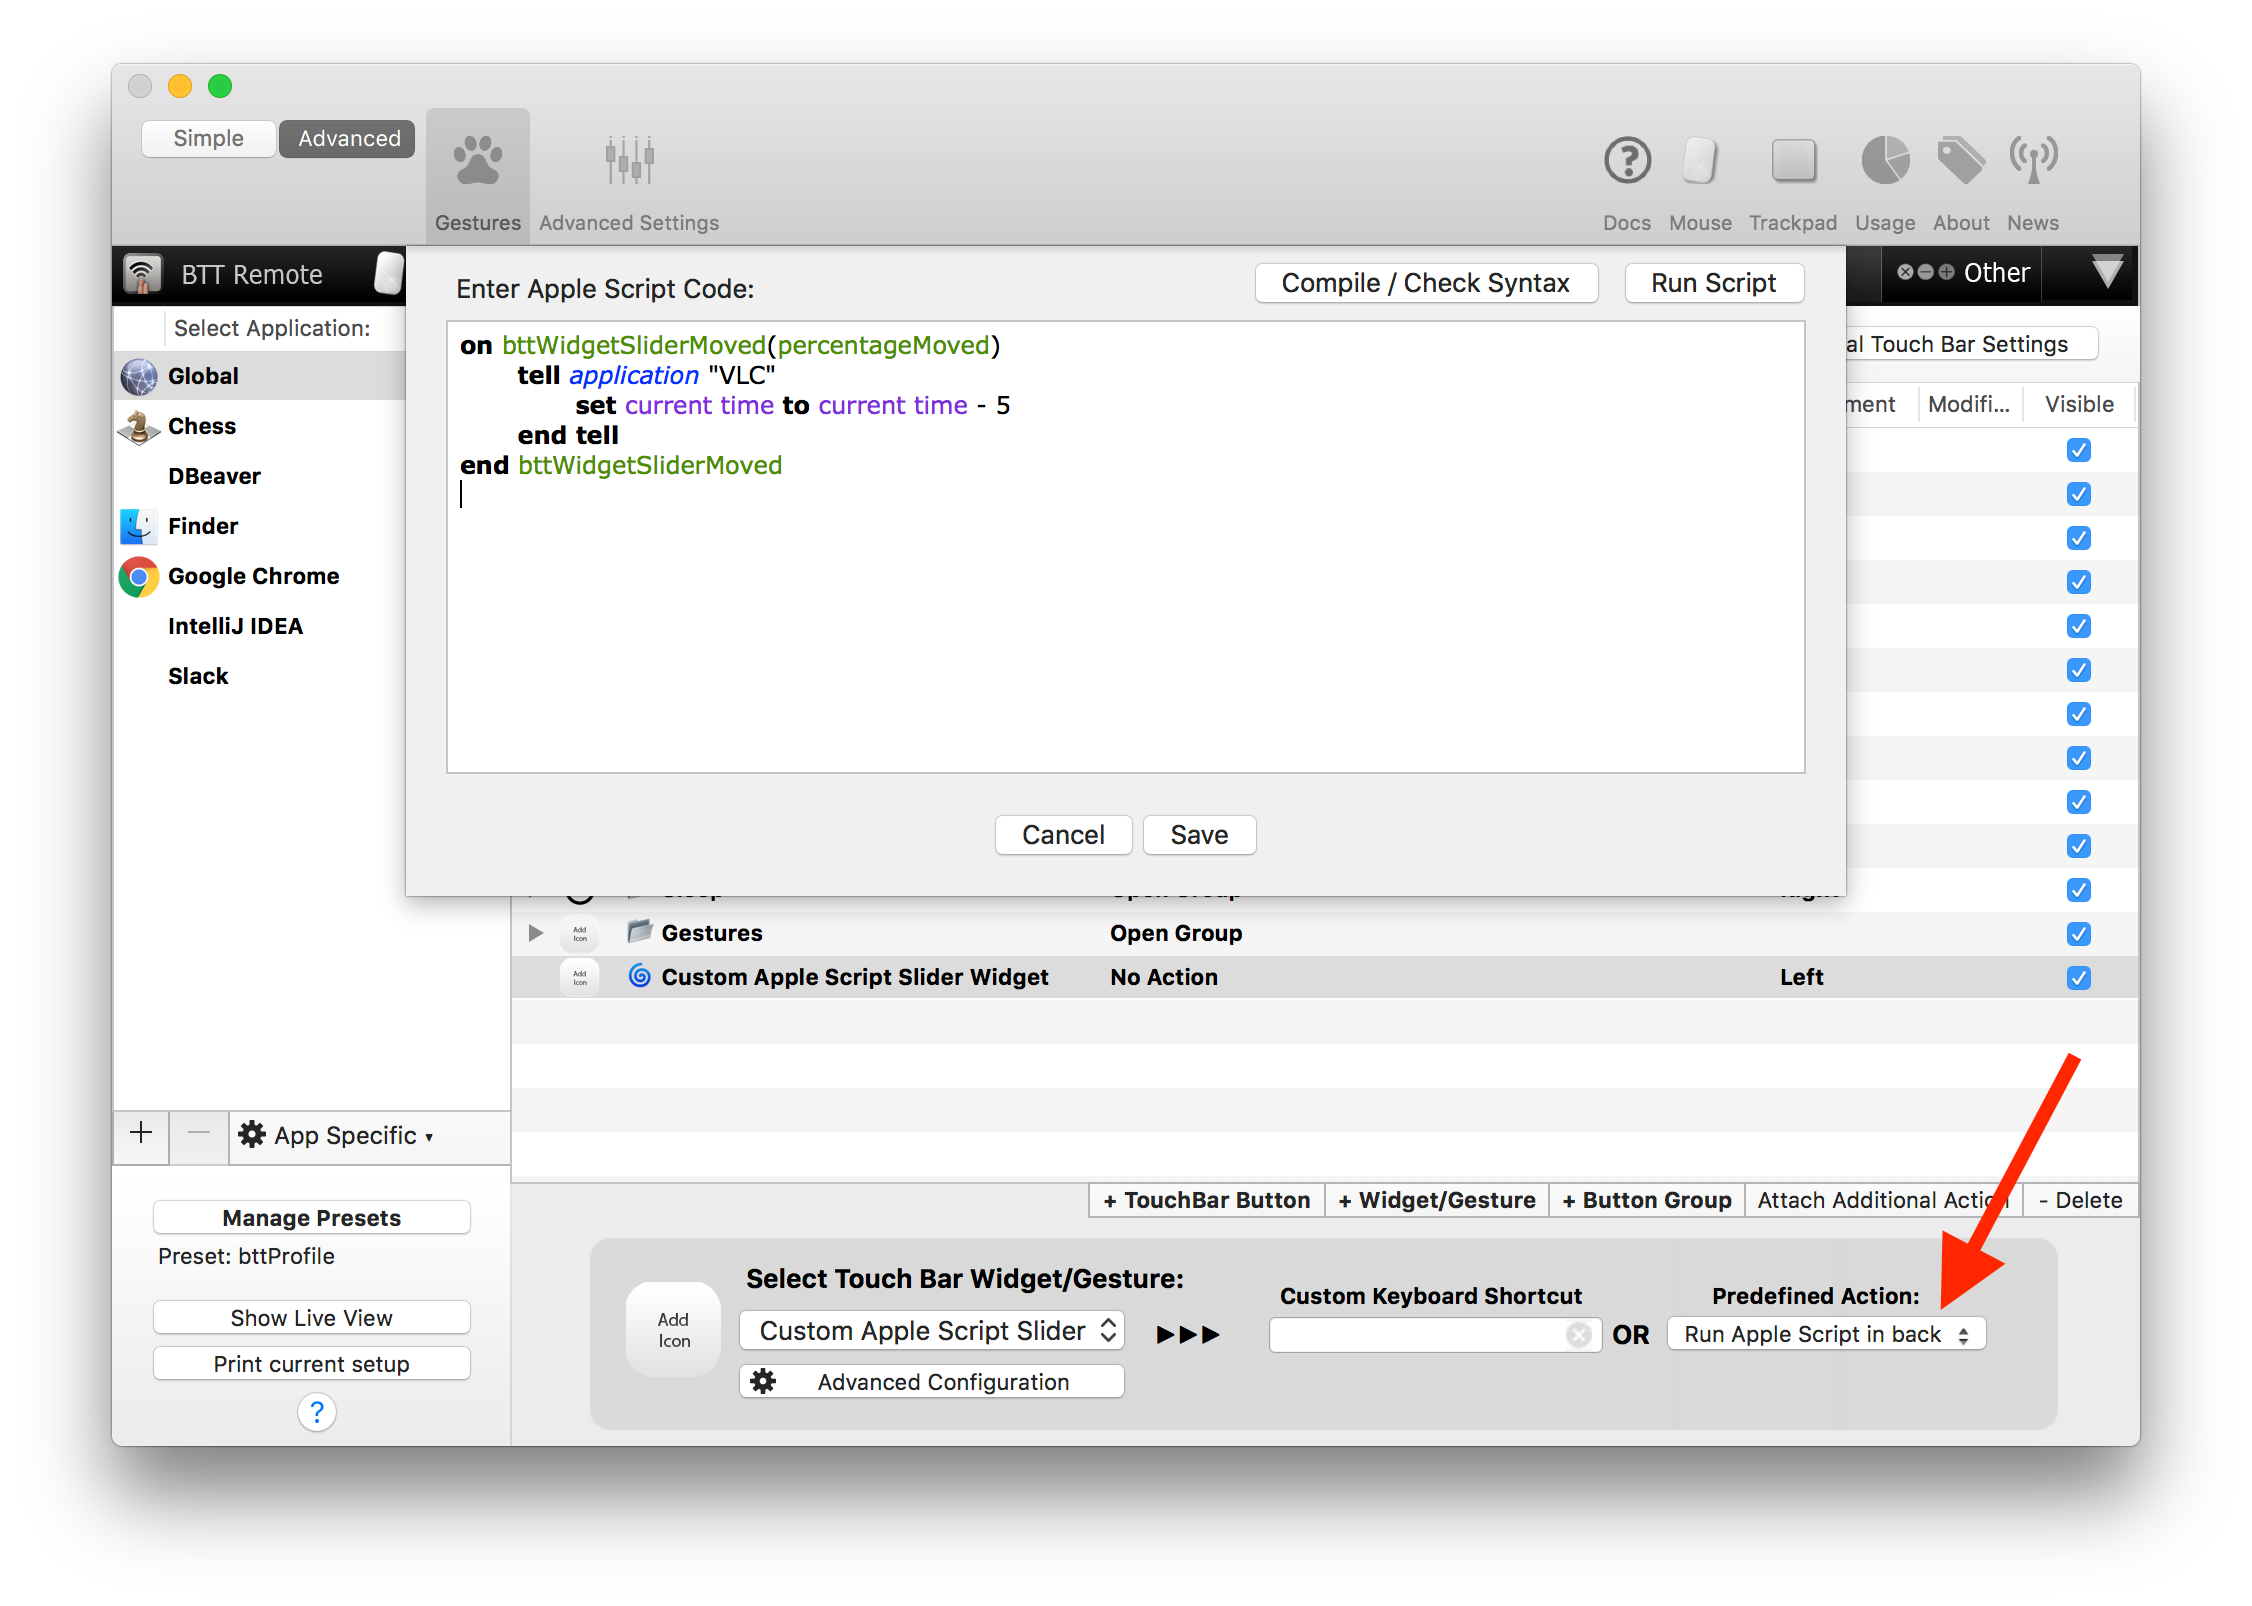 Simple
Advanced
Gestures
Advanced Settings
Docs
Mouse
Trackpad
Usage
About
News
BTT Remote
Other
Select Application:
Enter Apple Script Code:
Compile / Check Syntax
Run Script
al Touch Bar Settings
Global
Chess
DBeaver
Finder
Google Chrome
IntelliJ IDEA
Slack
on bttWidgetSliderMoved(percentageMoved)
tell application "VLC"
set current time to current time - 5
end tell
end bttWidgetSliderMoved
Cancel
Save
ment
Modifi...
Visible
Add Icon
Gestures
Open Group
Add Icon
Custom Apple Script Slider Widget
No Action
Left
App Specific
+ TouchBar Button
+ Widget/Gesture
+ Button Group
Attach Additional Action
- Delete
Manage Presets
Preset: bttProfile
Show Live View
Print current setup
?
Add
Icon
Select Touch Bar Widget/Gesture:
Custom Apple Script Slider
Advanced Configuration
Custom Keyboard Shortcut
OR
Predefined Action:
Run Apple Script in back